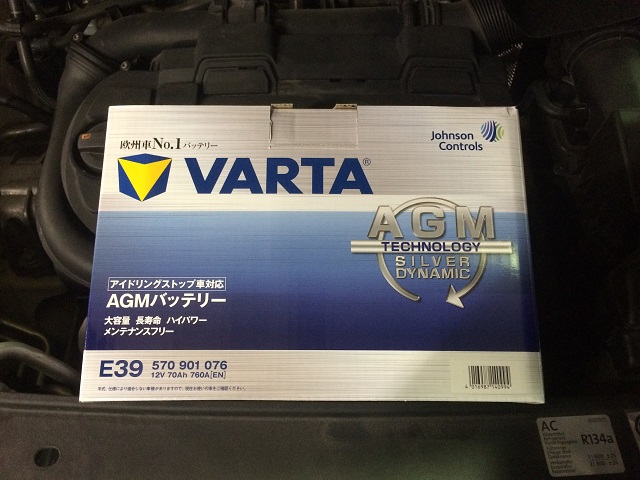 欧州車No.1バッテリー
Johnson
Controls
VARTA®
AGM
TECHNOLOGY
SILVER
DYNAMIC
アイドリングストップ車対応
AGMバッテリー
大容量 長寿命 ハイパワー
メンテナンスフリー
E39 570 901 076
12V 70Ah 760A[EN]
4 016987 140994
AC
R134a